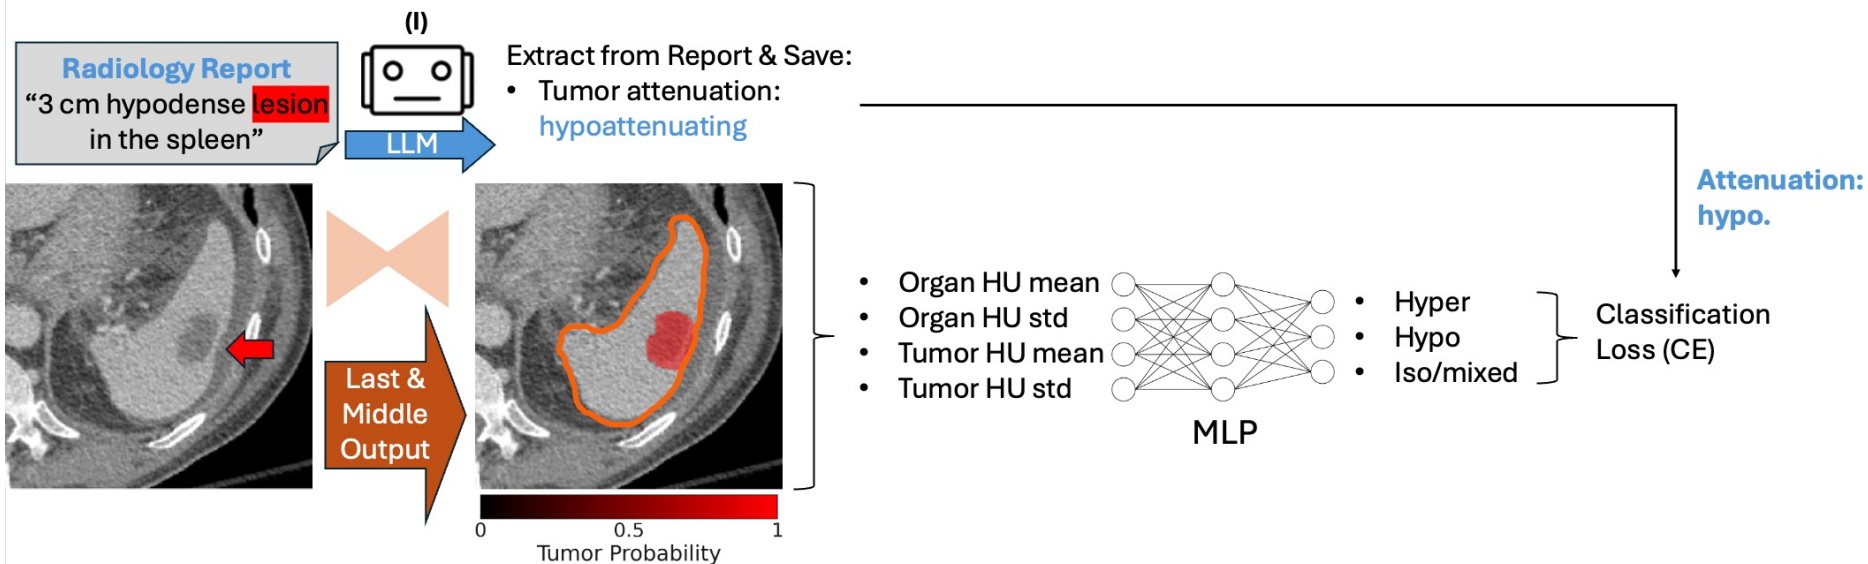 (I)
Radiology Report
“3 cm hypodense lesion
in the spleen”
LLM
Extract from Report & Save:
• Tumor attenuation:
hypoattenuating
Attenuation:
hypo.
Last &
Middle
Output
0 0.5 1
Tumor Probability
• Organ HU mean
• Organ HU std
• Tumor HU mean
• Tumor HU std
MLP
• Hyper
• Hypo
• Iso/mixed
Classification
Loss (CE)